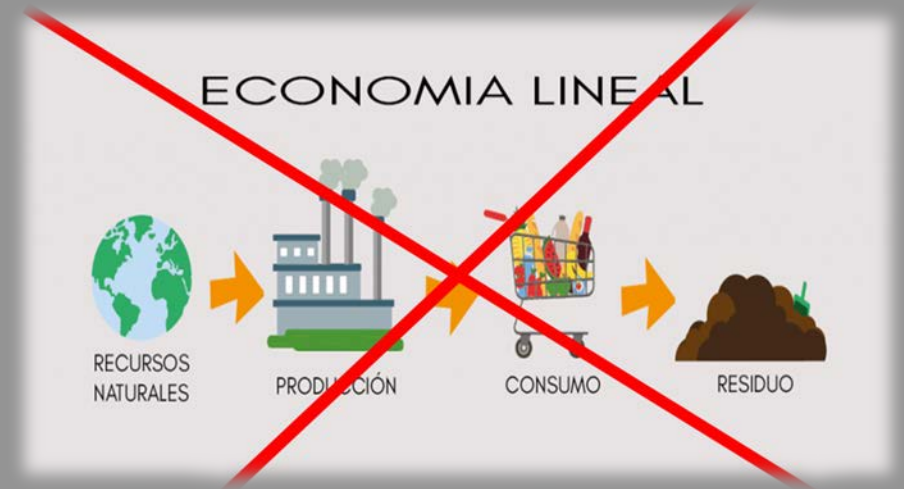 ECONOMIA LINEAL
RECURSOS
NATURALES
PRODUCCIÓN
CONSUMO
RESIDUO